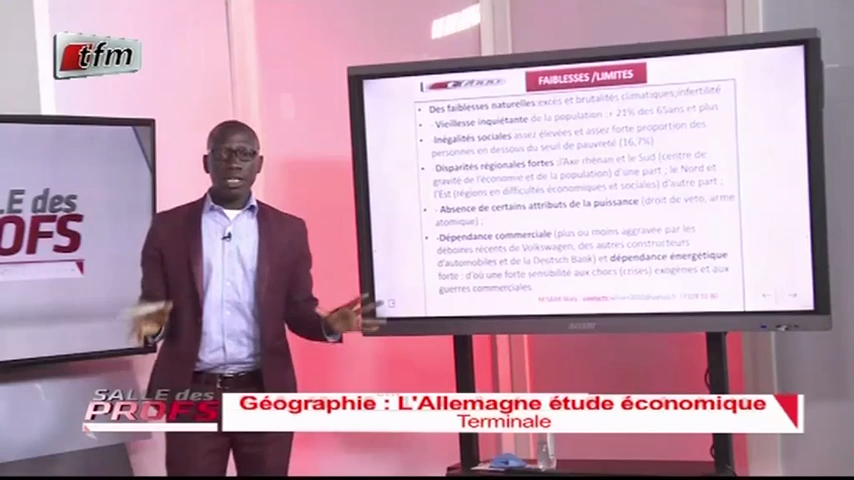 tfm
FAIBLESSES /LIMITES
• Des faiblesses naturelles:excès et brutalités climatiques,infertilité
• - Vieillesse inquiétante de la population :+ 21% des 65ans et plus
• Inégalités sociales assez élevées et assez forte proportion des
personnes en dessous du seuil de pauvreté (16,7%)
• Disparités régionales fortes :l'Axe rhénan et le Sud (centre de
gravité de l'économie et de la population) d'une part ; le Nord et
l'Est (régions en difficultés économiques et sociales) d'autre part ;
• - Absence de certains attributs de la puissance (droit de veto, arme
atomique) ;
• -Dépendance commerciale (plus ou moins aggravée par les
déboires récents de Volkswagen, des autres constructeurs
d'automobiles et de la Deutsch Bank) et dépendance énergétique
forte : d'où une forte sensibilité aux chocs (crises) exogènes et aux
guerres commerciales
LLE des
PROFS
SALLE des
PROFS
Géographie : L'Allemagne étude économique
Terminale